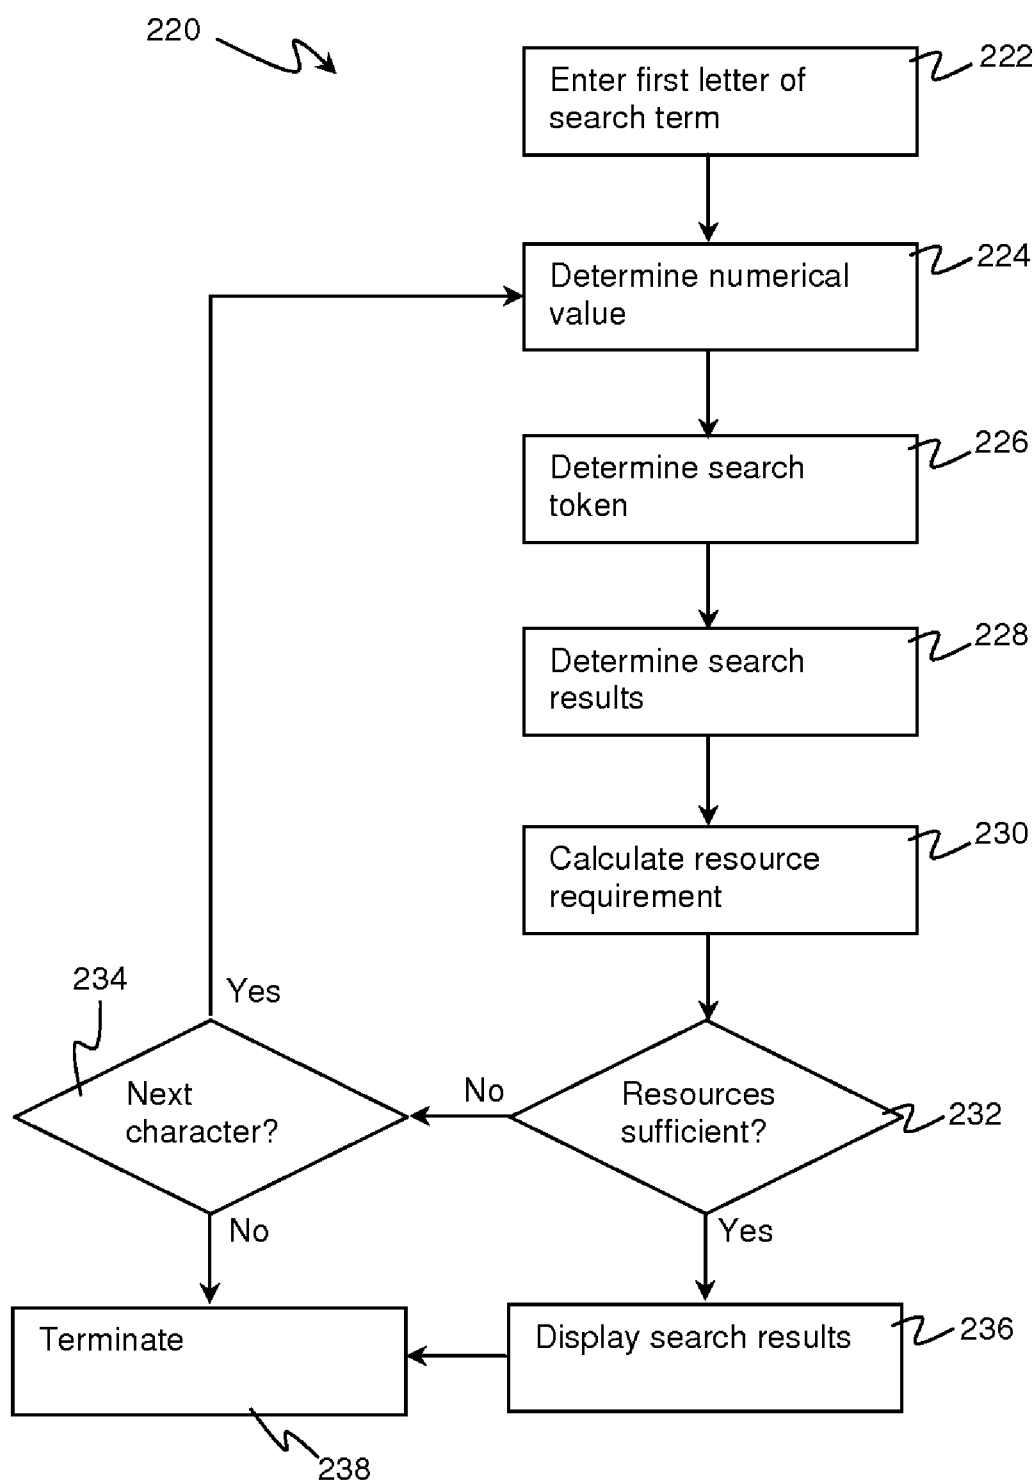 220
222
Enter first letter of
search term
224
Determine numerical
value
226
Determine search
token
228
Determine search
results
230
Calculate resource
requirement
234
Yes
Next
character?
No
Resources
sufficient?
232
No
Yes
Terminate
Display search results
236
238